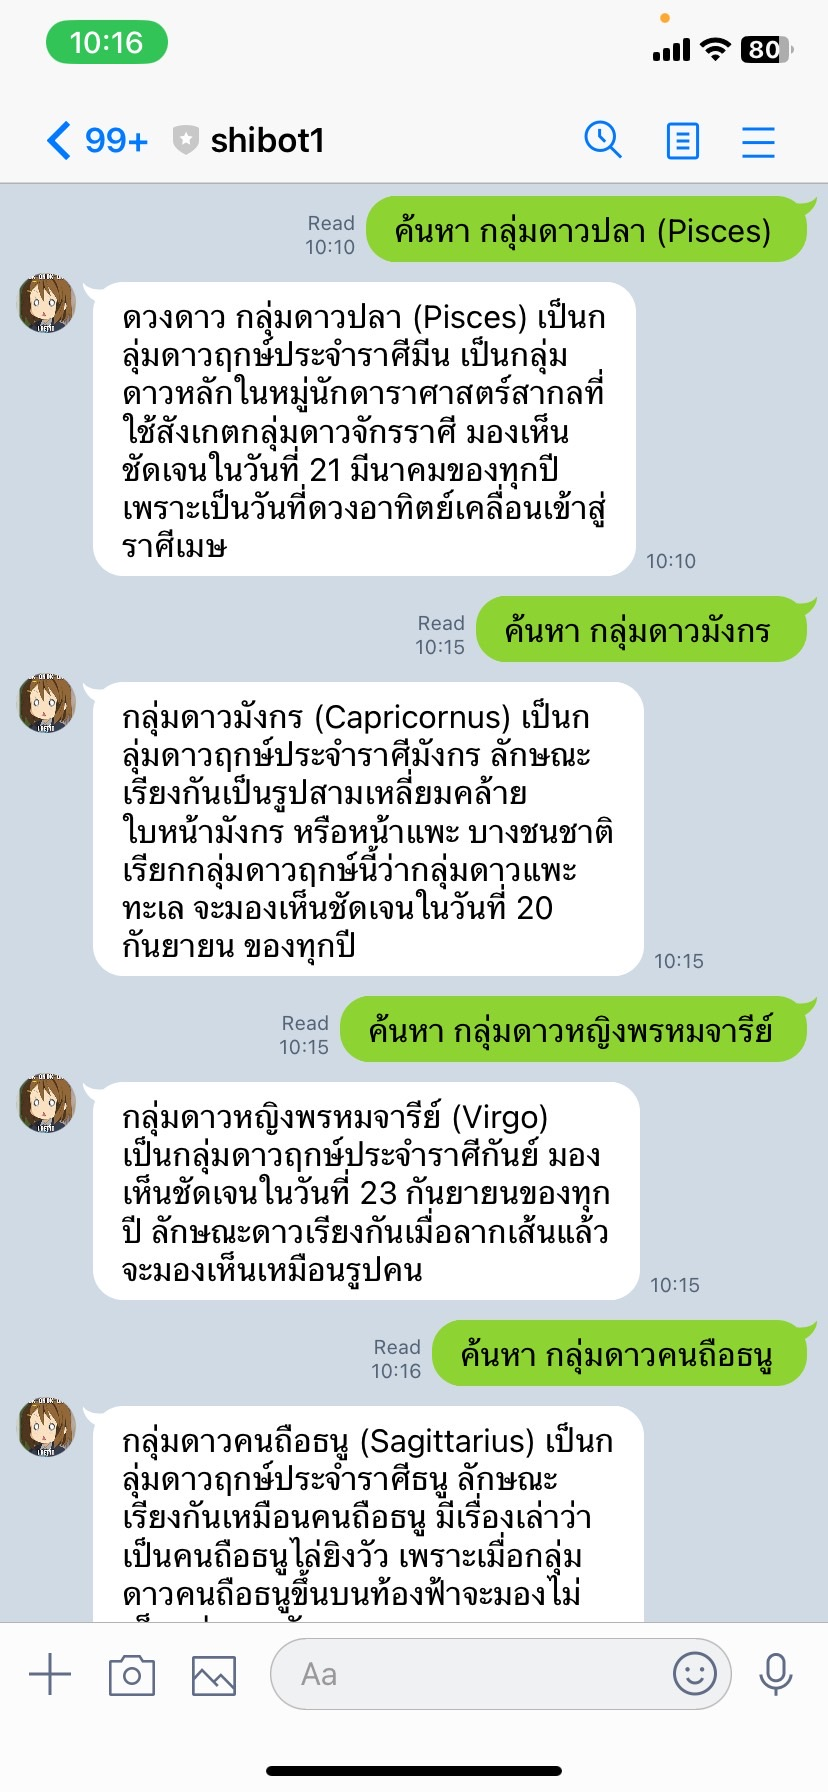 10:16
80
99+ shibot1
Read
10:10
ค้นหา กลุ่มดาวปลา (Pisces)
ดวงดาว กลุ่มดาวปลา (Pisces) เป็นก
ลุ่มดาวฤกษ์ประจำราศีมีน เป็นกลุ่ม
ดาวหลักในหมู่นักดาราศาสตร์สากลที่
ใช้สังเกตกลุ่มดาวจักรราศี มองเห็น
ชัดเจนในวันที่ 21 มีนาคมของทุกปี
เพราะเป็นวันที่ดวงอาทิตย์เคลื่อนเข้าสู่
ราศีเมษ
10:10
Read
10:15
ค้นหา กลุ่มดาวมังกร
กลุ่มดาวมังกร (Capricornus) เป็นก
ลุ่มดาวฤกษ์ประจำราศีมังกร ลักษณะ
เรียงกันเป็นรูปสามเหลี่ยมคล้าย
ใบหน้ามังกร หรือหน้าแพะ บางชนชาติ
เรียกกลุ่มดาวฤกษ์นี้ว่ากลุ่มดาวแพะ
ทะเล จะมองเห็นชัดเจนในวันที่ 20
กันยายน ของทุกปี
10:15
Read
10:15
ค้นหา กลุ่มดาวหญิงพรหมจารีย์
กลุ่มดาวหญิงพรหมจารีย์ (Virgo)
เป็นกลุ่มดาวฤกษ์ประจำราศีกันย์ มอง
เห็นชัดเจนในวันที่ 23 กันยายนของทุก
ปี ลักษณะดาวเรียงกันเมื่อลากเส้นแล้ว
จะมองเห็นเหมือนรูปคน
10:15
Read
10:16
ค้นหา กลุ่มดาวคนถือธนู
กลุ่มดาวคนถือธนู (Sagittarius) เป็นก
ลุ่มดาวฤกษ์ประจำราศีธนู ลักษณะ
เรียงกันเหมือนคนถือธนู มีเรื่องเล่าว่า
เป็นคนถือธนูไล่ยิงวัว เพราะเมื่อกลุ่ม
ดาวคนถือธนูขึ้นบนท้องฟ้าจะมองไม่
Aa